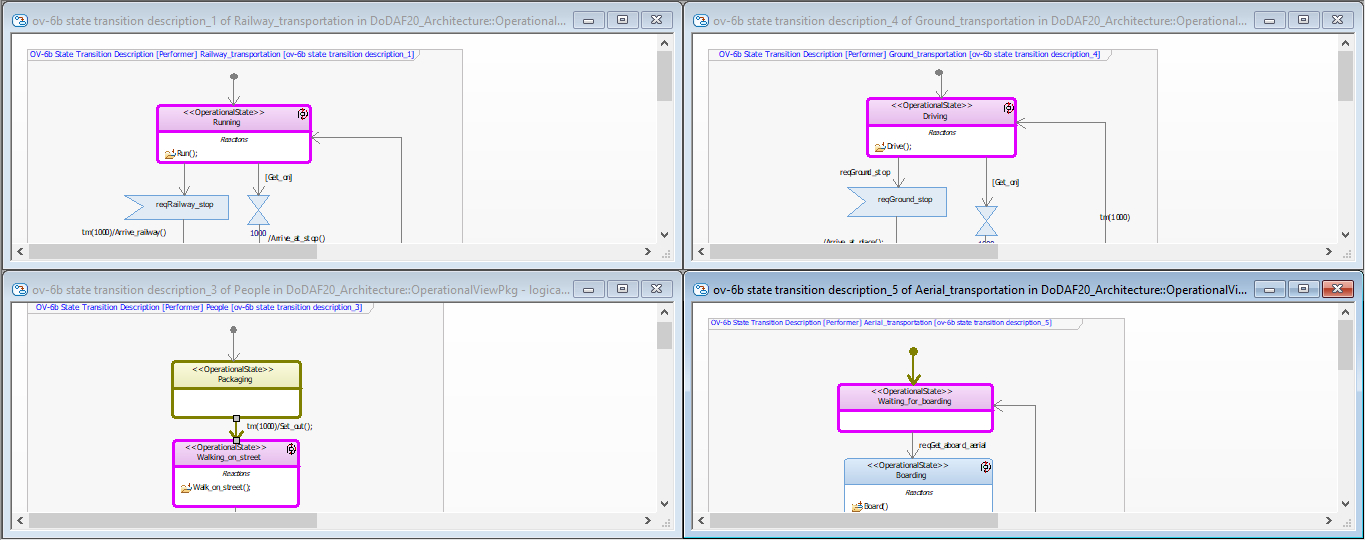 ov-6b state transition description_1 of Railway_transportation in DoDAF20_Architecture::Operational...
OV-6b State Transition Description [Performer] Railway_transportation [ov-6b state transition description_1]
<<OperationalState>>
Running
Reactions
Run();
[Get_on]
reqRailway_stop
tm(1000)/Arrive_railway()
1000
/Arrive_at_stop()
ov-6b state transition description_4 of Ground_transportation in DoDAF20_Architecture::Operational...
OV-6b State Transition Description [Performer] Ground_transportation [ov-6b state transition description_4]
<<OperationalState>>
Driving
Reactions
Drive();
reqGround_stop
[Get_on]
reqGround_stop
tm(1000)
/Arrive_at_place();
1000
ov-6b state transition description_3 of People in DoDAF20_Architecture::OperationalViewPkg - logica...
OV-6b State Transition Description [Performer] People [ov-6b state transition description_3]
<<OperationalState>>
Packaging
tm(1000)/Set_out();
<<OperationalState>>
Walking_on_street
Reactions
Walk_on_street();
ov-6b state transition description_5 of Aerial_transportation in DoDAF20_Architecture::OperationalVi...
OV-6b State Transition Description [Performer] Aerial_transportation [ov-6b state transition description_5]
<<OperationalState>>
Waiting_for_boarding
reqGet_aboard_aerial
<<OperationalState>>
Boarding
Reactions
Board()